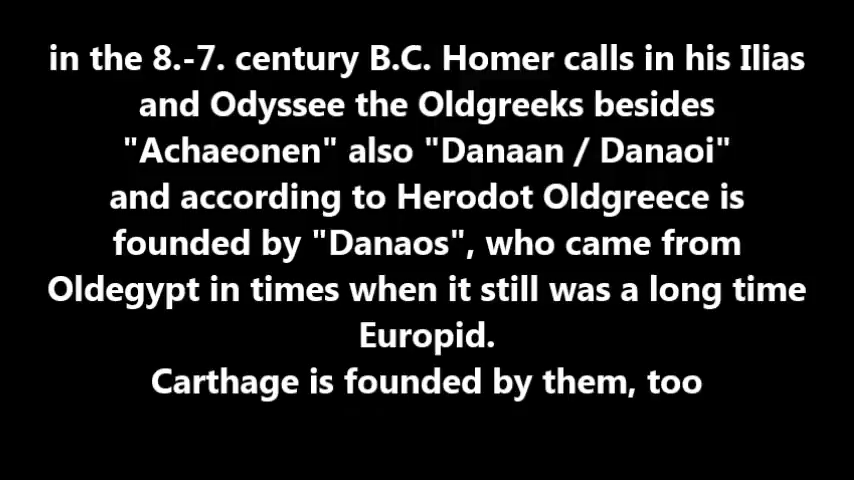 in the 8.-7. century B.C. Homer calls in his Ilias
and Odyssee the Oldgreeks besides
"Achaeonen" also "Danaan / Danaoi"
and according to Herodot Oldgreece is
founded by "Danaos", who came from
Oldegypt in times when it still was a long time
Europid.
Carthage is founded by them, too